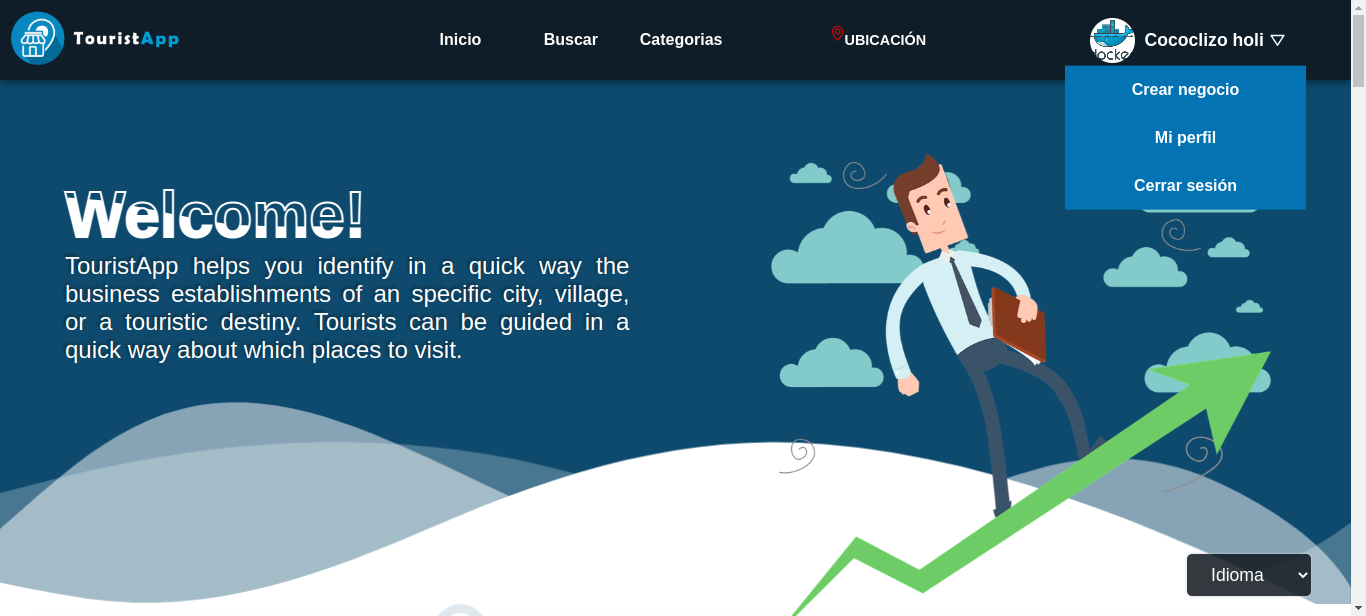 TouristApp
Inicio
Buscar
Categorias
UBICACIÓN
locke
Cococlizo holi
Crear negocio
Mi perfil
Cerrar sesión
Welcome!
TouristApp helps you identify in a quick way the
business establishments of an specific city, village,
or a touristic destiny. Tourists can be guided in a
quick way about which places to visit.
Idioma